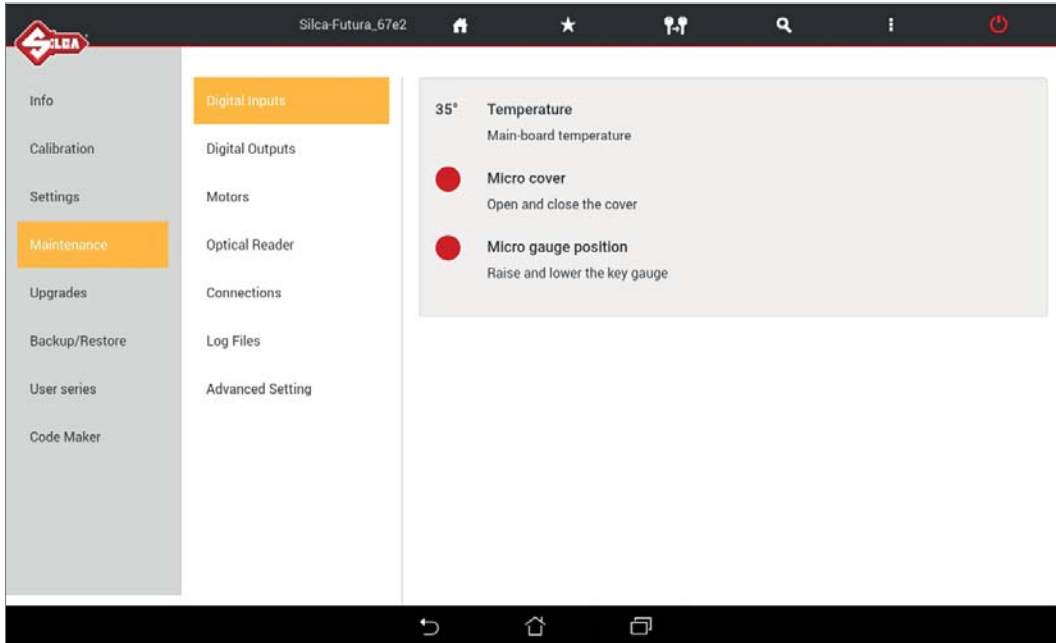 Silca-Futura_67e2
SILCA
Info
Calibration
Settings
Maintenance
Upgrades
Backup/Restore
User series
Code Maker
Digital Inputs
Digital Outputs
Motors
Optical Reader
Connections
Log Files
Advanced Setting
35° Temperature
Main-board temperature
Micro cover
Open and close the cover
Micro gauge position
Raise and lower the key gauge